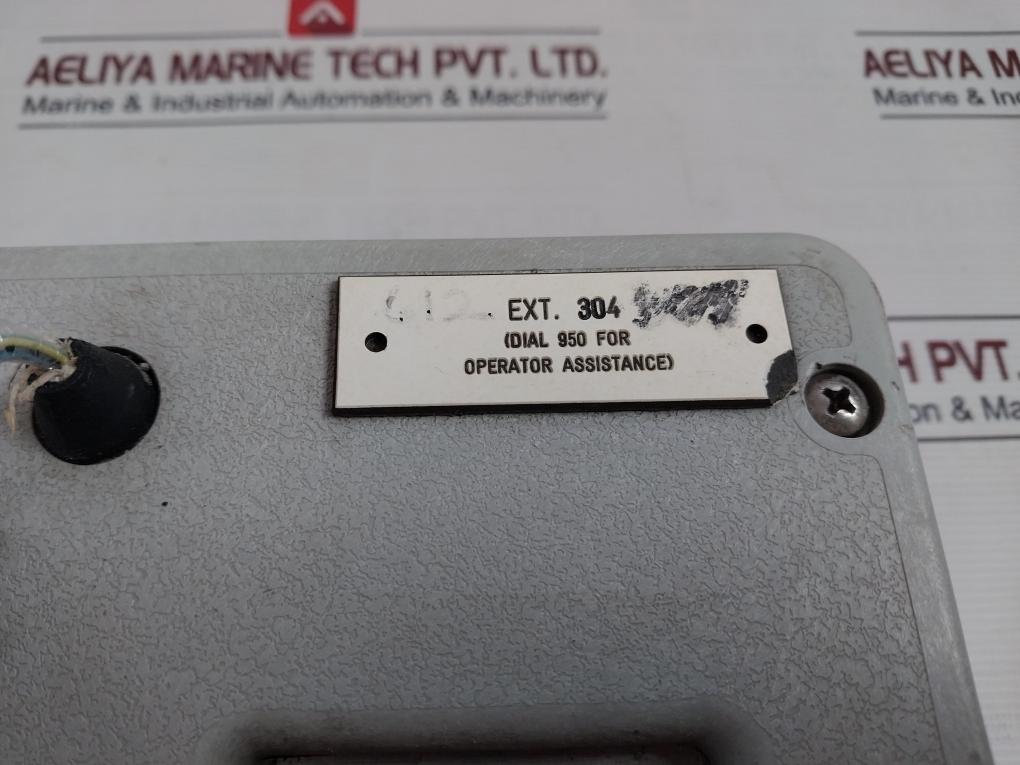 AELIYA MARINE TECH PVT. LTD.
Marine & Industrial Automation & Machinery
AELIYA M
Marine & Ind
612 EXT. 304
(DIAL 950 FOR
OPERATOR ASSISTANCE)
H PVT.
on & Ma